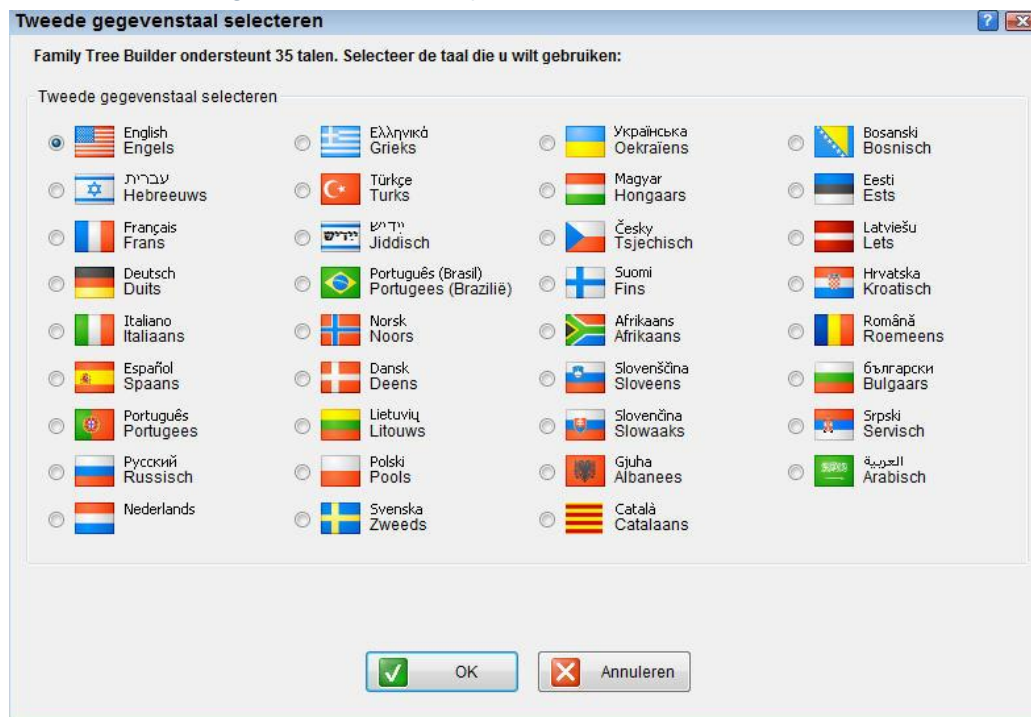 Tweede gegevenstaal selecteren
Family Tree Builder ondersteunt 35 talen. Selecteer de taal die u wilt gebruiken:
Tweede gegevenstaal selecteren
English
Engels
עברית
Hebreeuws
Français
Frans
Deutsch
Duits
Italiano
Italiaans
Español
Spaans
Português
Portugees
Русский
Russisch
Nederlands
Ελληνικά
Grieks
Türkçe
Turks
ייִדיש
ייִדיש
Jiddisch
Português (Brasil)
Portugees (Brazilië)
Norsk
Noors
Dansk
Deens
Lietuvių
Litouws
Polski
Pools
Svenska
Zweeds
Українська
Oekraïens
Magyar
Hongaars
Česky
Tsjechisch
Suomi
Fins
Afrikaans
Afrikaans
Slovenščina
Sloveens
Slovenčina
Slowaaks
Gjuha
Albanees
Català
Catalaans
Bosanski
Bosnisch
Eesti
Ests
Latviešu
Lets
Hrvatska
Kroatisch
Română
Roemeens
български
Bulgaars
Srpski
Servisch
العربية
Arabisch
OK
Annuleren